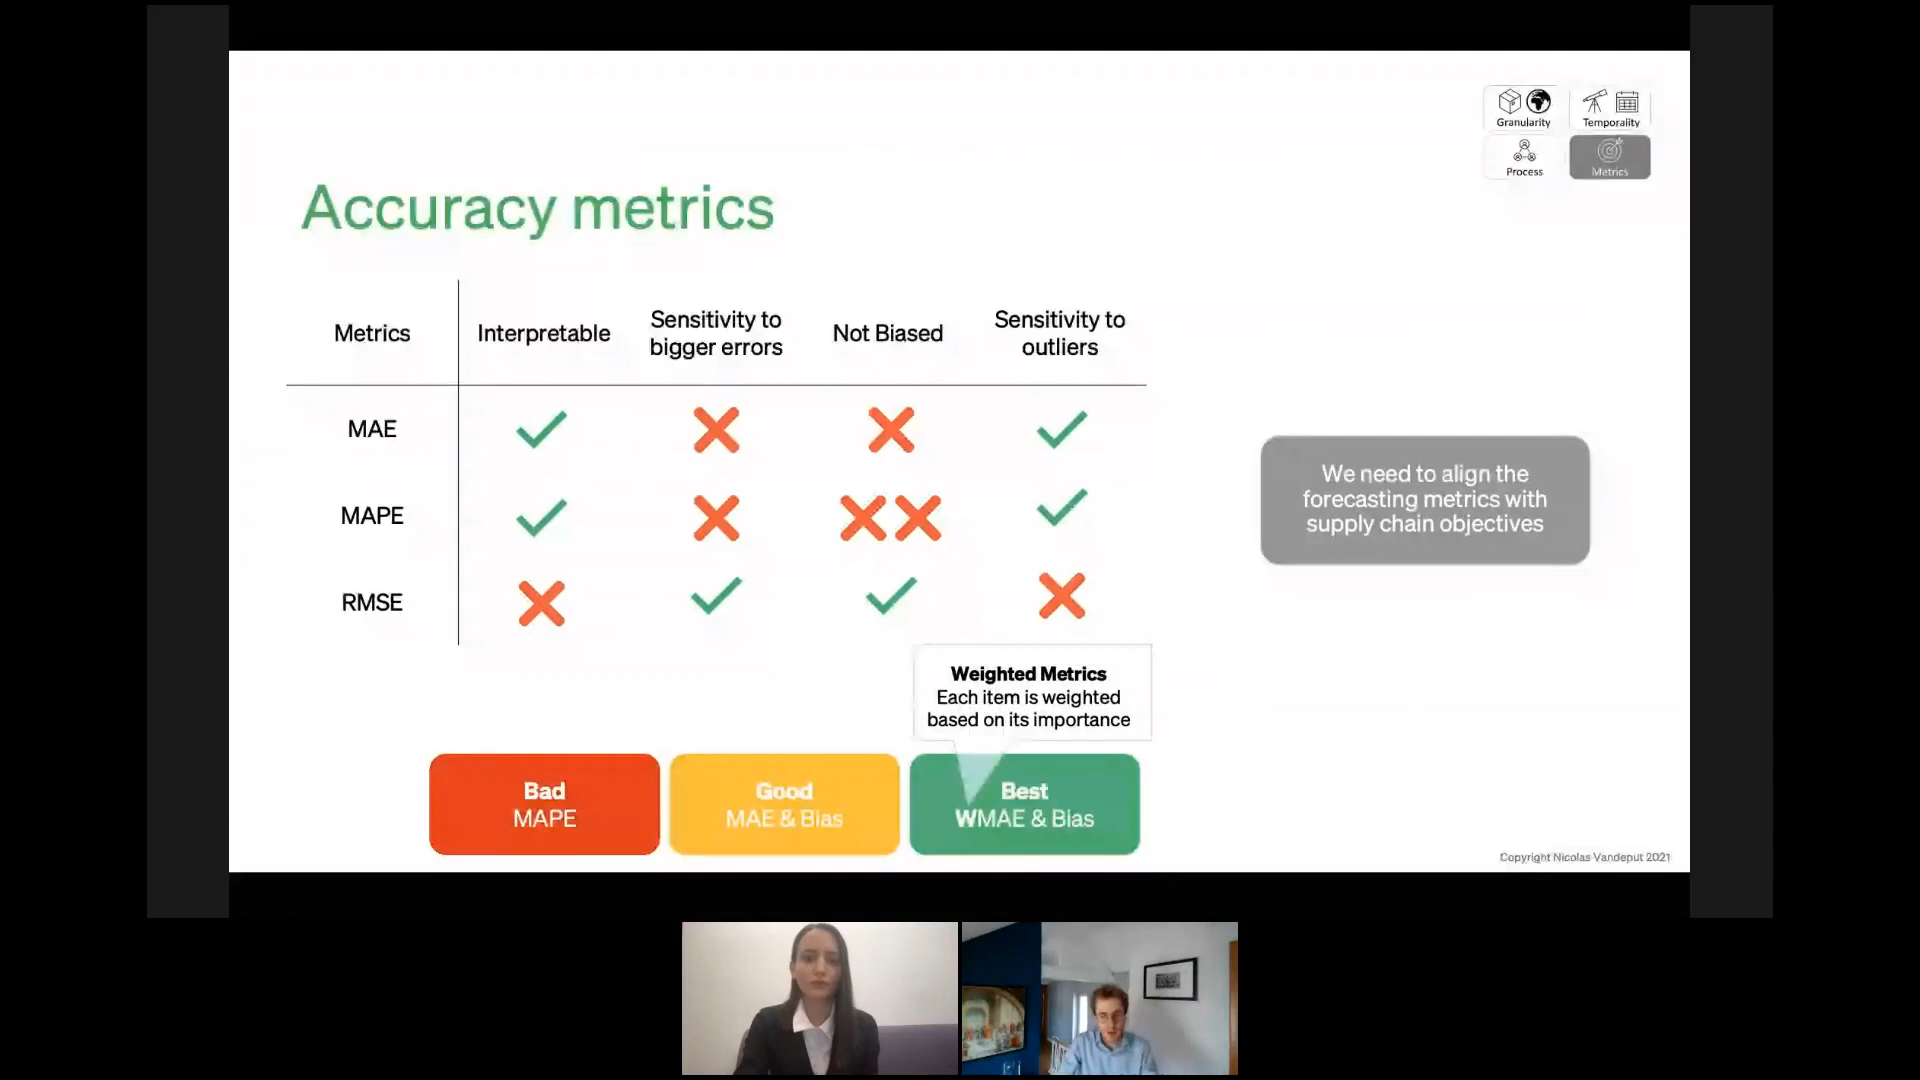 Granularity
Temporality
Process
Metrics
Accuracy metrics
Metrics
Interpretable
Sensitivity to
bigger errors
Not Biased
Sensitivity to
outliers
MAE
MAPE
RMSE
We need to align the
forecasting metrics with
supply chain objectives
Weighted Metrics
Each item is weighted
based on its importance
Bad
MAPE
Good
MAE & Bias
Best
WMAE & Bias
Copyright Nicolas Vandeput 2021